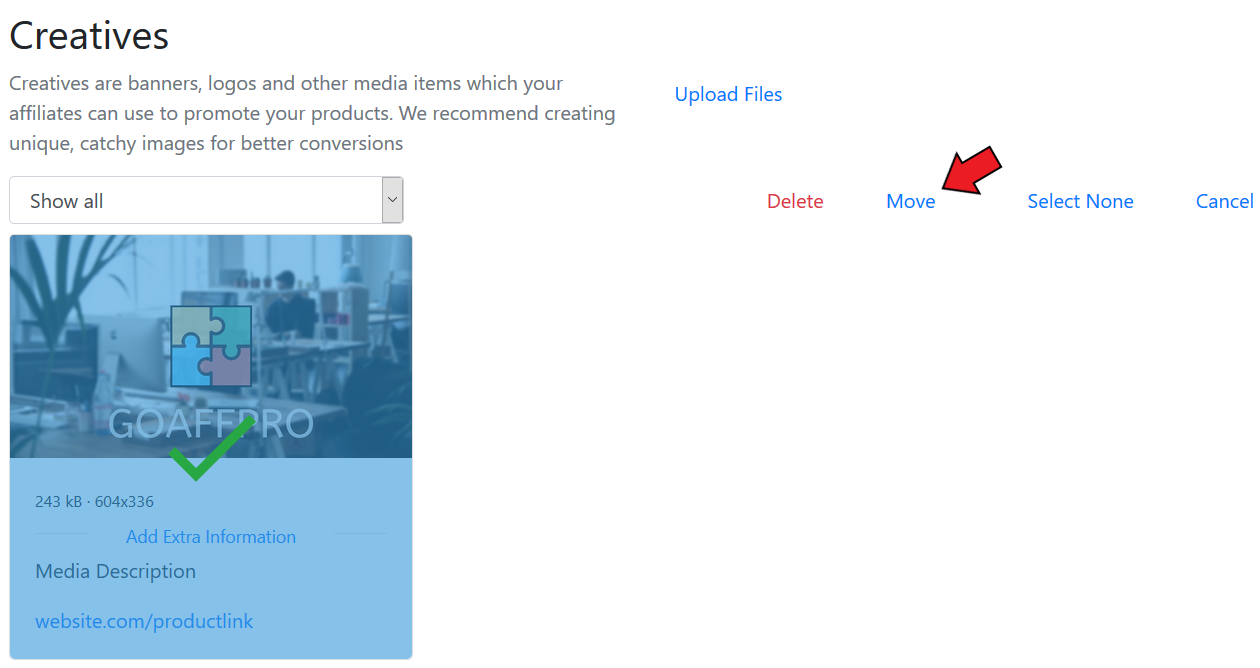 Creatives
Creatives are banners, logos and other media items which your
affiliates can use to promote your products. We recommend creating
unique, catchy images for better conversions
Upload Files
Show all
Delete Move Select None Cancel
GOAFFPRO
243 kB · 604x336
Add Extra Information
Media Description
website.com/productlink